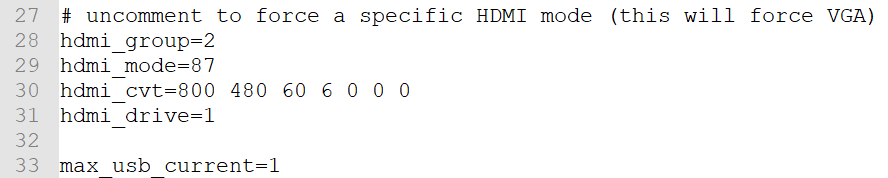 27 # uncomment to force a specific HDMI mode (this will force VGA)
28 hdmi_group=2
29 hdmi_mode=87
30 hdmi_cvt=800 480 60 6 0 0 0
31 hdmi_drive=1
32
33 max_usb_current=1